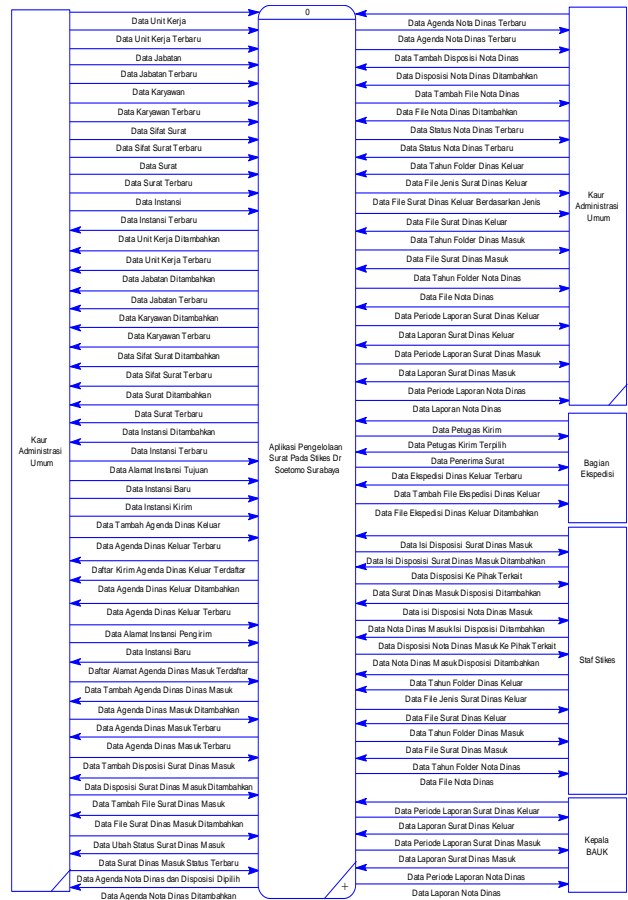 Kaur
Administrasi
Umum
Data Unit Kerja
Data Unit Kerja Terbaru
Data Jabatan
Data Jabatan Terbaru
Data Karyawan
Data Karyawan Terbaru
Data Sifat Surat
Data Sifat Surat Terbaru
Data Surat
Data Surat Terbaru
Data Instansi
Data Instansi Terbaru
Data Unit Kerja Ditambahkan
Data Unit Kerja Terbaru
Data Jabatan Ditambahkan
Data Jabatan Terbaru
Data Karyawan Ditambahkan
Data Karyawan Terbaru
Data Sifat Surat Ditambahkan
Data Sifat Surat Terbaru
Data Surat Ditambahkan
Data Surat Terbaru
Data Instansi Ditambahkan
Data Instansi Terbaru
Data Alamat Instansi Tujuan
Data Instansi Baru
Data Instansi Kirim
Data Tambah Agenda Dinas Keluar
Data Agenda Dinas Keluar Terbaru
Daftar Kirim Agenda Dinas Keluar Terdaftar
Data Agenda Dinas Keluar Ditambahkan
Data Agenda Dinas Keluar Terbaru
Data Alamat Instansi Pengirim
Data Instansi Baru
Daftar Alamat Agenda Dinas Masuk Terdaftar
Data Tambah Agenda Dinas Dinas Masuk
Data Agenda Dinas Masuk Ditambahkan
Data Agenda Dinas Masuk Terbaru
Data Agenda Dinas Masuk Terbaru
Data Tambah Disposisi Surat Dinas Masuk
Data Disposisi Surat Dinas Masuk Ditambahkan
Data Tambah File Surat Dinas Masuk
Data File Surat Dinas Masuk Ditambahkan
Data Ubah Status Surat Dinas Masuk
Data Surat Dinas Masuk Status Terbaru
Data Agenda Nota Dinas dan Disposisi Dipilih
Data Agenda Nota Dinas Ditambahkan
0
Aplikasi Pengelolaan
Surat Pada Stikes Dr
Soetomo Surabaya
+
Data Agenda Nota Dinas Terbaru
Data Agenda Nota Dinas Terbaru
Data Tambah Disposisi Nota Dinas
Data Disposisi Nota Dinas Ditambahkan
Data Tambah File Nota Dinas
Data File Nota Dinas Ditambahkan
Data Status Nota Dinas Terbaru
Data Status Nota Dinas Terbaru
Data Tahun Folder Dinas Keluar
Data File Jenis Surat Dinas Keluar
Data File Surat Dinas Keluar Berdasarkan Jenis
Data File Surat Dinas Keluar
Data Tahun Folder Dinas Masuk
Data File Surat Dinas Masuk
Data Tahun Folder Nota Dinas
Data File Nota Dinas
Data Periode Laporan Surat Dinas Keluar
Data Laporan Surat Dinas Keluar
Data Periode Laporan Surat Dinas Masuk
Data Laporan Surat Dinas Masuk
Data Periode Laporan Nota Dinas
Data Laporan Nota Dinas
Kaur
Administrasi
Umum
Data Petugas Kirim
Data Petugas Kirim Terpilih
Data Penerima Surat
Data Ekspedisi Dinas Keluar Terbaru
Data Tambah File Ekspedisi Dinas Keluar
Data File Ekspedisi Dinas Keluar Ditambahkan
Bagian
Ekspedisi
Data Isi Disposisi Surat Dinas Masuk
Data Isi Disposisi Surat Dinas Masuk Ditambahkan
Data Disposisi Ke Pihak Terkait
Data Surat Dinas Masuk Disposisi Ditambahkan
Data isi Disposisi Nota Dinas Masuk
Data Nota Dinas Masuk Isi Disposisi Ditambahkan
Data Disposisi Nota Dinas Masuk Ke Pihak Terkait
Data Nota Dinas Masuk Disposisi Ditambahkan
Data Tahun Folder Dinas Keluar
Data File Jenis Surat Dinas Keluar
Data File Surat Dinas Keluar
Data Tahun Folder Dinas Masuk
Data File Surat Dinas Masuk
Data Tahun Folder Nota Dinas
Data File Nota Dinas
Staf Stikes
Data Periode Laporan Surat Dinas Keluar
Data Laporan Surat Dinas Keluar
Data Periode Laporan Surat Dinas Masuk
Data Laporan Surat Dinas Masuk
Data Periode Laporan Nota Dinas
Data Laporan Nota Dinas
Kepala
BAUK